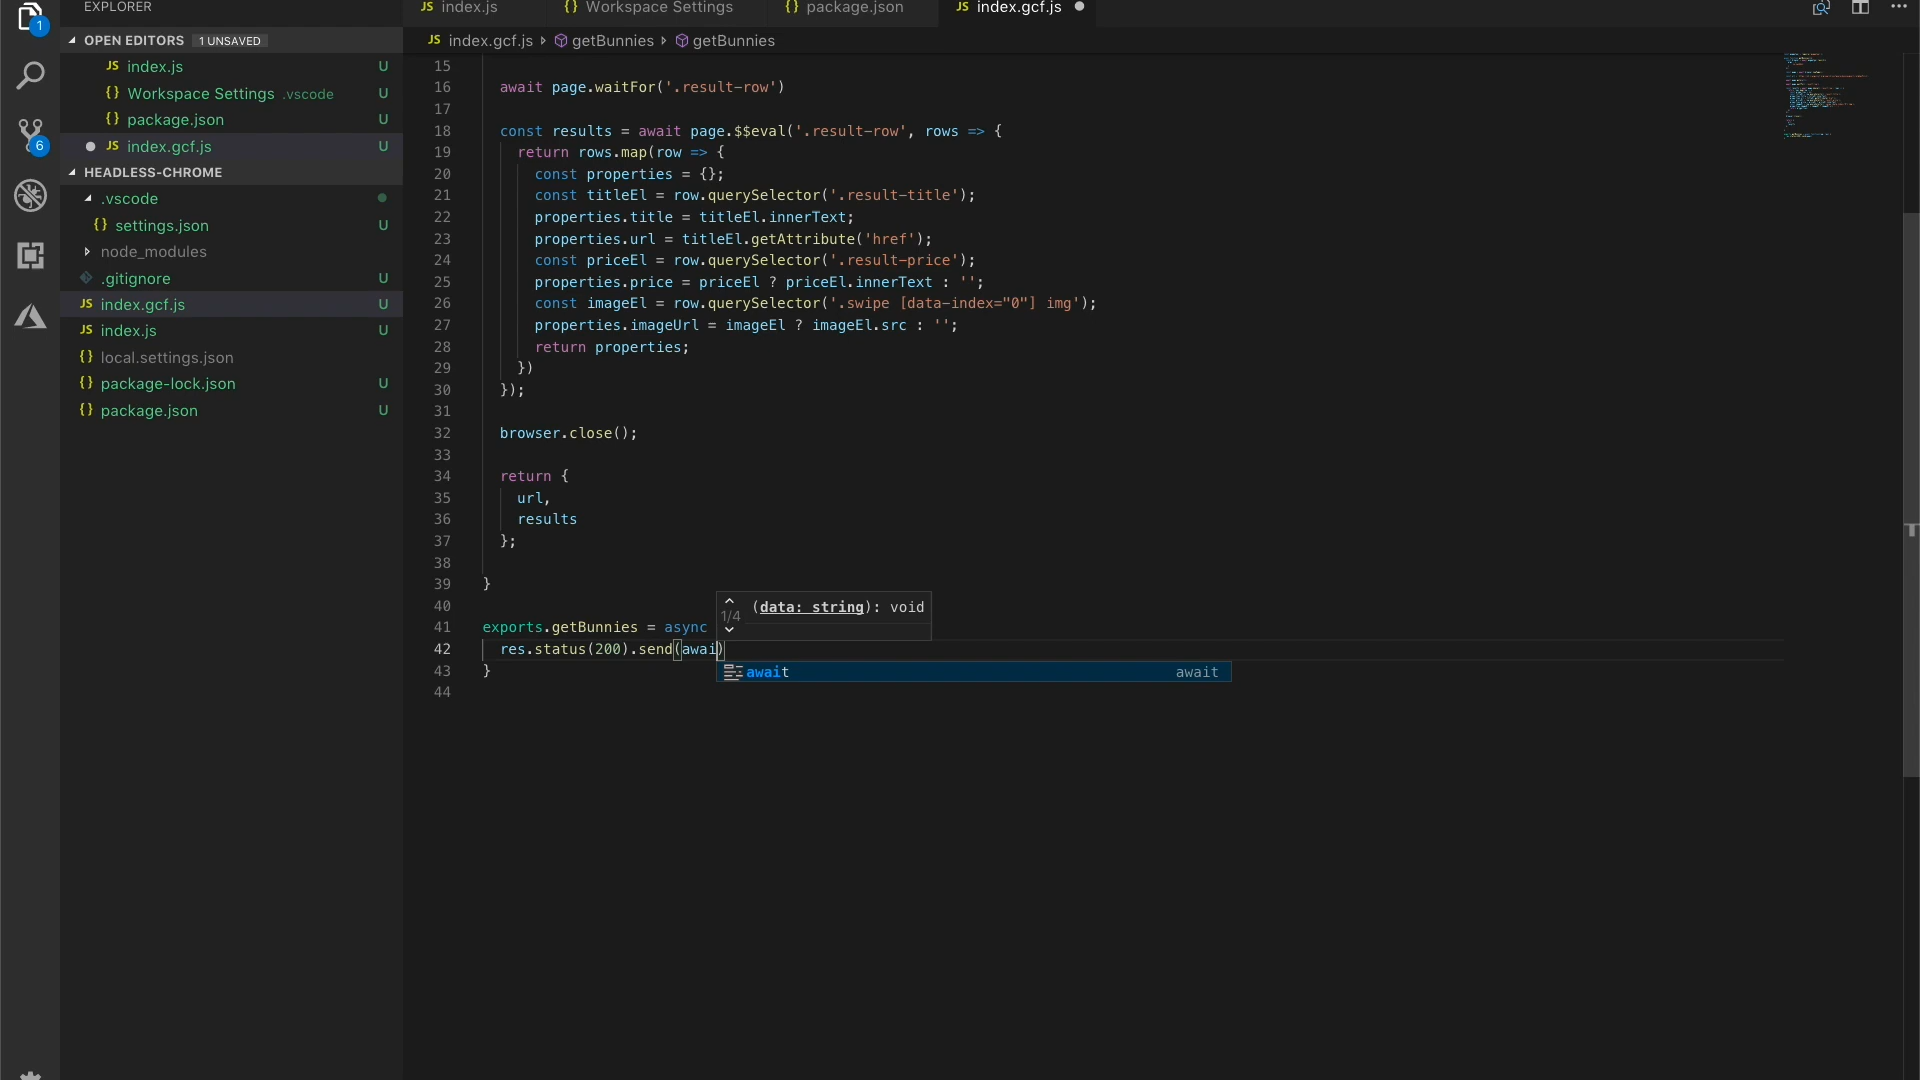 EXPLORER
OPEN EDITORS 1 UNSAVED
JS index.js U
{} Workspace Settings .vscode U
{} package.json U
JS index.gcf.js U
HEADLESS-CHROME
.vscode
{} settings.json U
node_modules
.gitignore U
JS index.gcf.js U
JS index.js U
{} local.settings.json
{} package-lock.json U
{} package.json U
1
6
JS index.js {} Workspace Settings {} package.json JS index.gcf.js
JS index.gcf.js getBunnies getBunnies
15
16 await page.waitFor('.result-row')
17
18 const results = await page.$$eval('.result-row', rows => {
19 return rows.map(row => {
20 const properties = {};
21 const titleEl = row.querySelector('.result-title');
22 properties.title = titleEl.innerText;
23 properties.url = titleEl.getAttribute('href');
24 const priceEl = row.querySelector('.result-price');
25 properties.price = priceEl ? priceEl.innerText : '';
26 const imageEl = row.querySelector('.swipe [data-index="0"] img');
27 properties.imageUrl = imageEl ? imageEl.src : '';
28 return properties;
29 })
30 });
31
32 browser.close();
33
34 return {
35 url,
36 results
37 };
38
39 }
40
1/4 (data: string): void
41 exports.getBunnies = async
42 res.status(200).send(awai)
await await
43 }
44